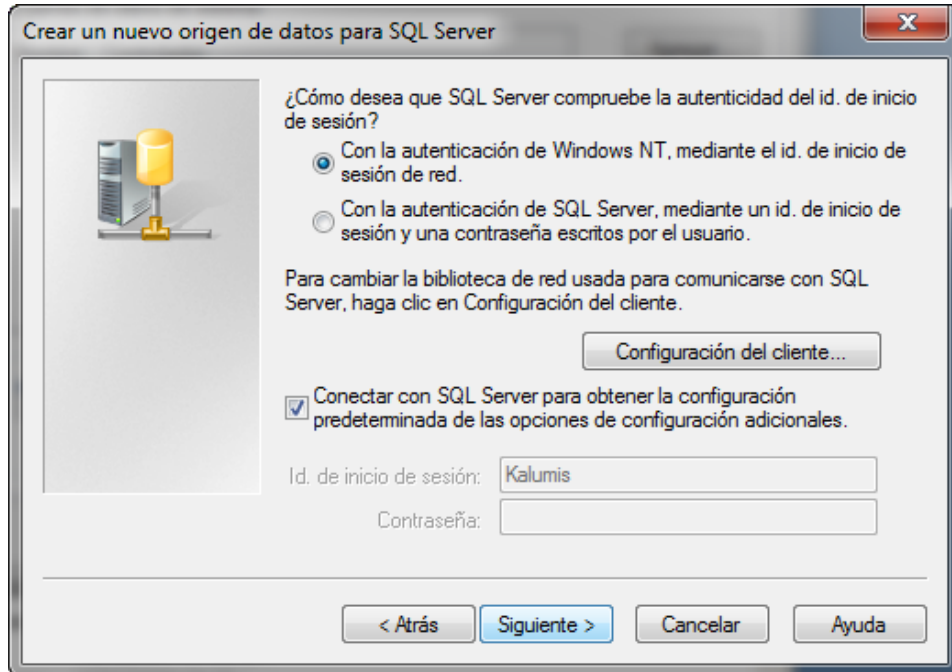 Crear un nuevo origen de datos para SQL Server
¿Cómo desea que SQL Server compruebe la autenticidad del id. de inicio
de sesión?
Con la autenticación de Windows NT, mediante el id. de inicio de
sesión de red.
Con la autenticación de SQL Server, mediante un id. de inicio de
sesión y una contraseña escritos por el usuario.
Para cambiar la biblioteca de red usada para comunicarse con SQL
Server, haga clic en Configuración del cliente.
Configuración del cliente...
Conectar con SQL Server para obtener la configuración
predeterminada de las opciones de configuración adicionales.
Id. de inicio de sesión: Kalumis
Contraseña:
< Atrás Siguiente > Cancelar Ayuda